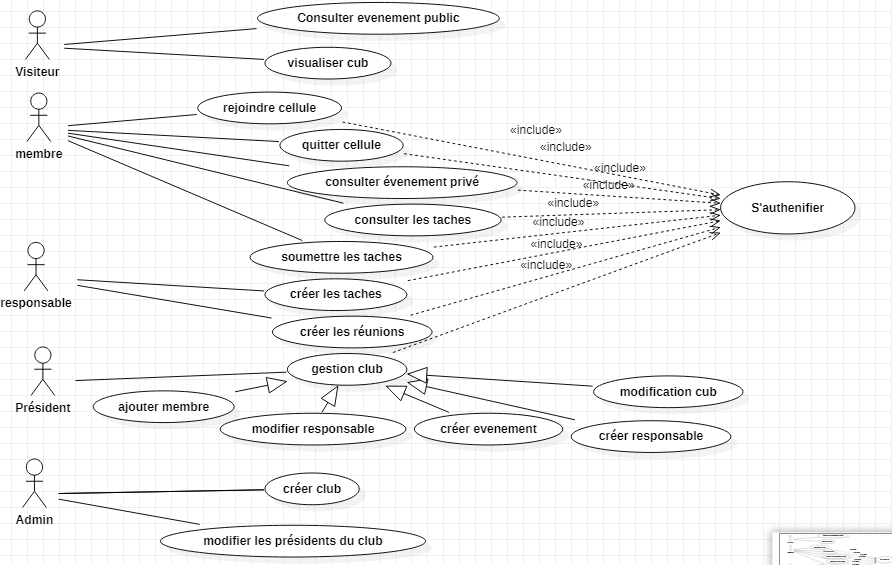 Consulter evenement public
visualiser cub
Visiteur
rejoindre cellule
«include»
quitter cellule
«include»
membre
«include»
consulter évenement privé
«include»
«include»
S'authenifier
consulter les taches
«include»
«include»
soumettre les taches
«include»
créer les taches
responsable
créer les réunions
gestion club
modification cub
Président
ajouter membre
modifier responsable
créer evenement
créer responsable
créer club
Admin
modifier les présidents du club